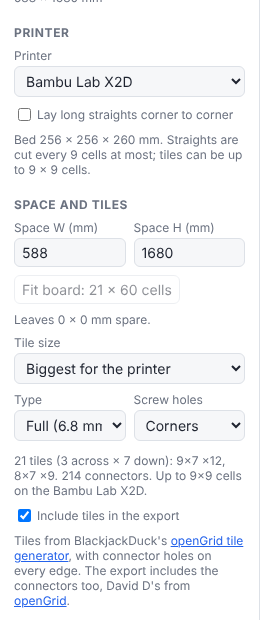 PRINTER
Printer
Bambu Lab X2D
Lay long straights corner to corner
Bed 256 × 256 × 260 mm. Straights are
cut every 9 cells at most; tiles can be up
to 9 × 9 cells.
SPACE AND TILES
Space W (mm) Space H (mm)
588 1680
Fit board: 21 × 60 cells
Leaves 0 × 0 mm spare.
Tile size
Biggest for the printer
Type Screw holes
Full (6.8 mm Corners
21 tiles (3 across × 7 down): 9×7 ×12,
8×7 ×9. 214 connectors. Up to 9×9 cells
on the Bambu Lab X2D.
Include tiles in the export
Tiles from BlackjackDuck's openGrid tile
generator, with connector holes on
every edge. The export includes the
connectors too, David D's from
openGrid.